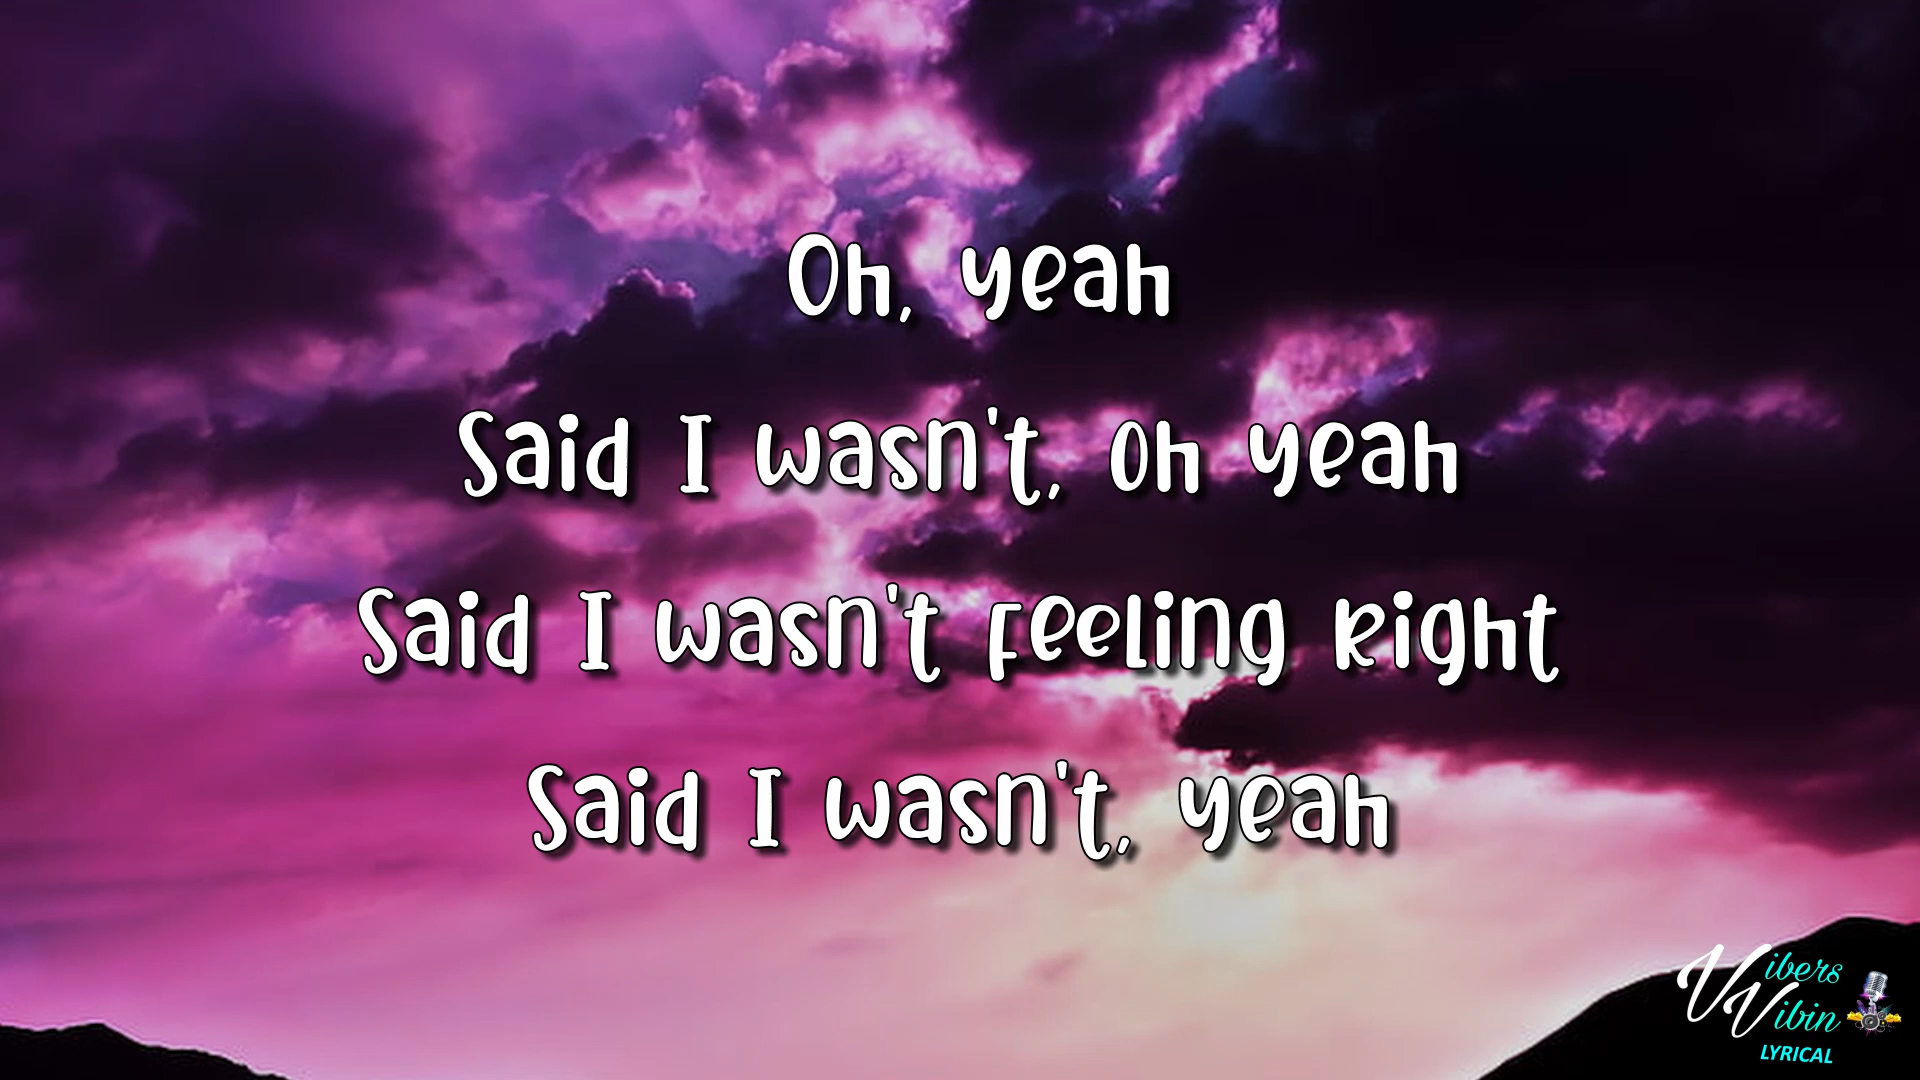 Oh, yeah
Said I wasn't, Oh yeah
Said I wasn't Feeling Right
Said I wasn't, yeah
Vibers
Vibin
LYRICAL